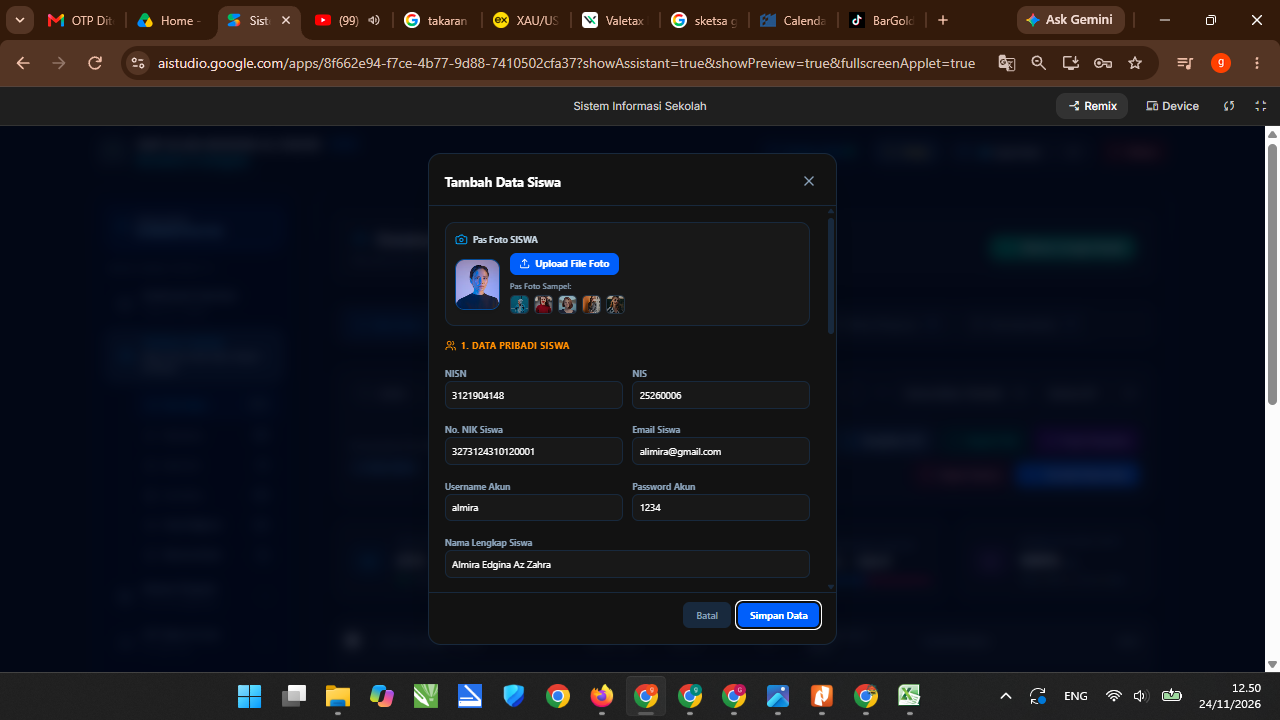 OTP Dit
Home -
Sist
(99)
takaran
XAU/US
Valetax
sketsa g
Calenda
BarGold
Ask Gemini
aistudio.google.com/apps/8f662e94-f7ce-4b77-9d88-7410502cfa37?showAssistant=true&showPreview=true&fullscreenApplet=true
g
Sistem Informasi Sekolah
Remix
Device
Tambah Data Siswa
Pas Foto SISWA
Upload File Foto
Pas Foto Sampel:
1. DATA PRIBADI SISWA
NISN
NIS
3121904148
25260006
No. NIK Siswa
Email Siswa
3273124310120001
alimira@gmail.com
Username Akun
Password Akun
almira
1234
Nama Lengkap Siswa
Almira Edgina Az Zahra
Batal
Simpan Data
ENG
12.50
24/11/2026